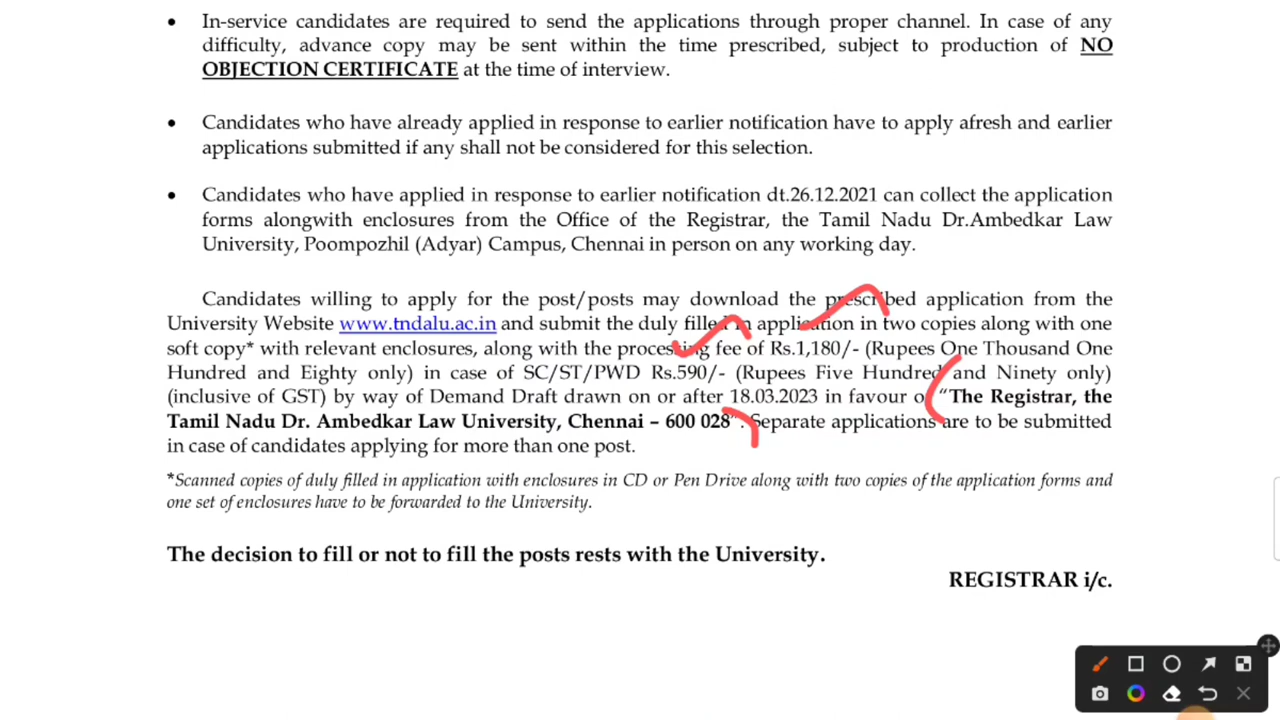 • In-service candidates are required to send the applications through proper channel. In case of any
difficulty, advance copy may be sent within the time prescribed, subject to production of NO
OBJECTION CERTIFICATE at the time of interview.
• Candidates who have already applied in response to earlier notification have to apply afresh and earlier
applications submitted if any shall not be considered for this selection.
• Candidates who have applied in response to earlier notification dt.26.12.2021 can collect the application
forms alongwith enclosures from the Office of the Registrar, the Tamil Nadu Dr.Ambedkar Law
University, Poompozhil (Adyar) Campus, Chennai in person on any working day.
Candidates willing to apply for the post/posts may download the prescribed application from the
University Website www.tndalu.ac.in and submit the duly filled in application in two copies along with one
soft copy* with relevant enclosures, along with the processing fee of Rs.1,180/- (Rupees One Thousand One
Hundred and Eighty only) in case of SC/ST/PWD Rs.590/- (Rupees Five Hundred and Ninety only)
(inclusive of GST) by way of Demand Draft drawn on or after 18.03.2023 in favour of “The Registrar, the
Tamil Nadu Dr. Ambedkar Law University, Chennai – 600 028”. Separate applications are to be submitted
in case of candidates applying for more than one post.
*Scanned copies of duly filled in application with enclosures in CD or Pen Drive along with two copies of the application forms and
one set of enclosures have to be forwarded to the University.
The decision to fill or not to fill the posts rests with the University.
REGISTRAR i/c.